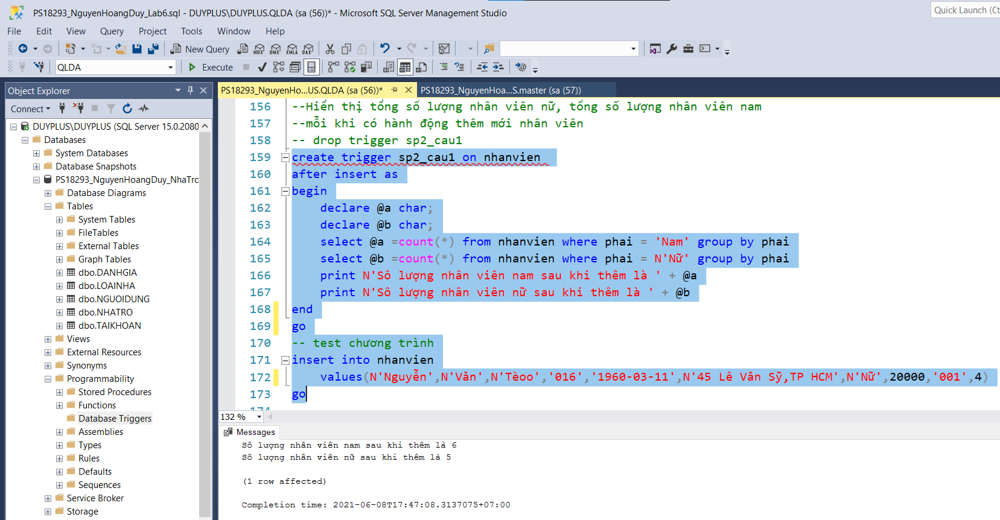 PS18293_NguyenHoangDuy_Lab6.sql - DUYPLUS\DUYPLUS.QLDA (sa (56))* - Microsoft SQL Server Management Studio
Quick Launch (Ct
File Edit View Query Project Tools Window Help
New Query
MDX DMX XMLA DAX
QLDA
Execute
Object Explorer
Connect
DUYPLUS\DUYPLUS (SQL Server 15.0.2080
Databases
System Databases
Database Snapshots
PS18293_NguyenHoangDuy_NhaTro
Database Diagrams
Tables
System Tables
FileTables
External Tables
Graph Tables
dbo.DANHGIA
dbo.LOAINHA
dbo.NGUOIDUNG
dbo.NHATRO
dbo.TAIKHOAN
Views
External Resources
Synonyms
Programmability
Stored Procedures
Functions
Database Triggers
Assemblies
Types
Rules
Defaults
Sequences
Service Broker
Storage
PS18293_NguyenHo...US.QLDA (sa (56))*
PS18293_NguyenHoa...S.master (sa (57))
156 --Hiển thị tổng số lượng nhân viên nữ, tổng số lượng nhân viên nam
157 --mỗi khi có hành động thêm mới nhân viên
158 -- drop trigger sp2_cau1
159 create trigger sp2_cau1 on nhanvien
160 after insert as
161 begin
162 declare @a char;
163 declare @b char;
164 select @a =count(*) from nhanvien where phai = 'Nam' group by phai
165 select @b =count(*) from nhanvien where phai = N'Nữ' group by phai
166 print N'Sô lượng nhân viên nam sau khi thêm là ' + @a
167 print N'Sô lượng nhân viên nữ sau khi thêm là ' + @b
168 end
169 go
170 -- test chương trình
171 insert into nhanvien
172 values(N'Nguyễn',N'Văn',N'Tèoo','016','1960-03-11',N'45 Lê Văn Sỹ,TP HCM',N'Nữ',20000,'001',4)
173 go
174
132 %
Messages
Sô lượng nhân viên nam sau khi thêm là 6
Sô lượng nhân viên nữ sau khi thêm là 5
(1 row affected)
Completion time: 2021-06-08T17:47:08.3137075+07:00